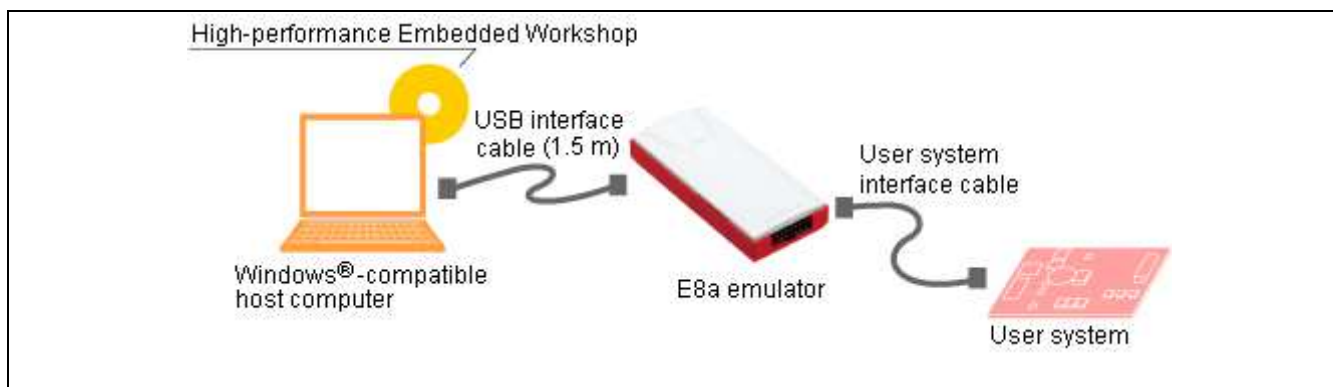 High-performance Embedded Workshop
USB interface
cable (1.5 m)
User system
interface cable
Windows®-compatible
host computer
E8a emulator
User system